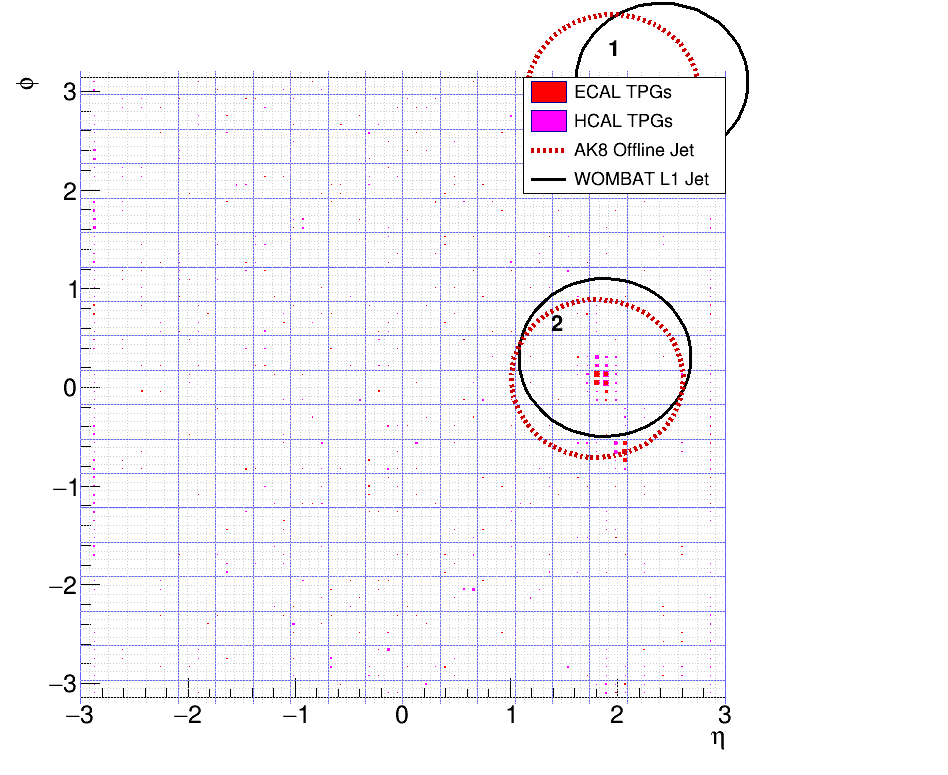 1
ϕ
3
ECAL TPGs
HCAL TPGs
AK8 Offline Jet
WOMBAT L1 Jet
2
1
2
0
−1
−2
−3
−3 −2 −1 0 1 2 3
η